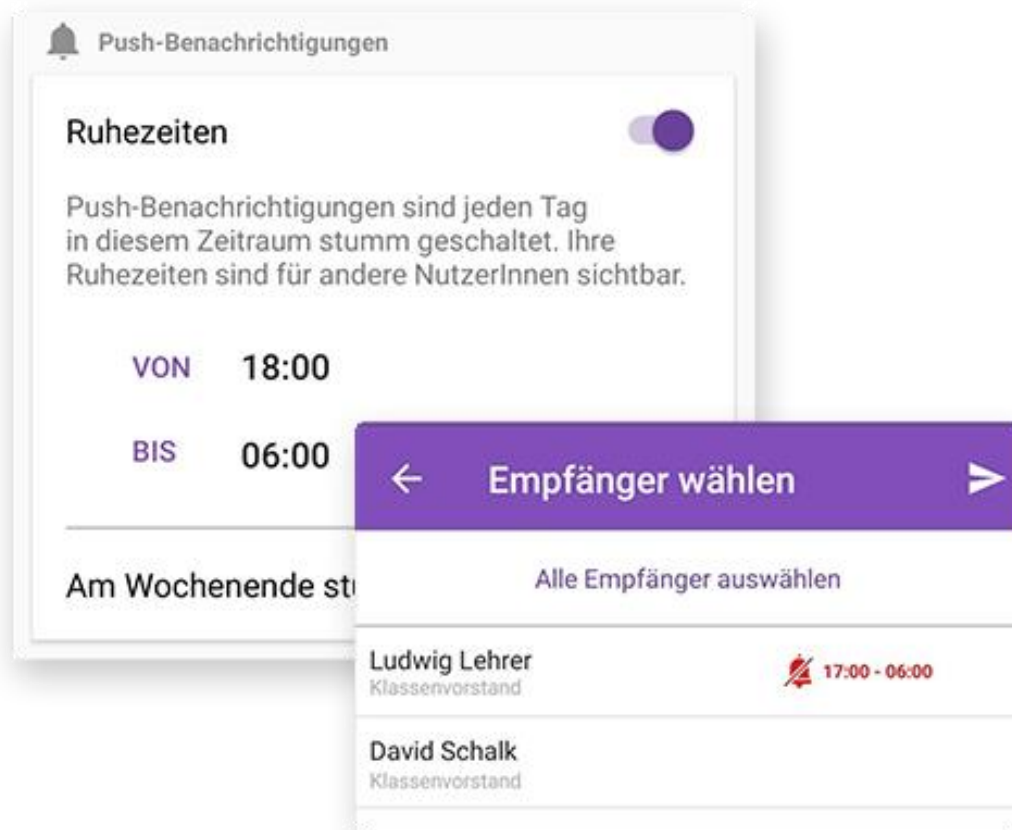 Push-Benachrichtigungen
Ruhezeiten
Push-Benachrichtigungen sind jeden Tag
in diesem Zeitraum stumm geschaltet. Ihre
Ruhezeiten sind für andere NutzerInnen sichtbar.
VON 18:00
BIS 06:00
Am Wochenende
Empfänger wählen
Alle Empfänger auswählen
Ludwig Lehrer
Klassenvorstand
17:00 - 06:00
David Schalk
Klassenvorstand